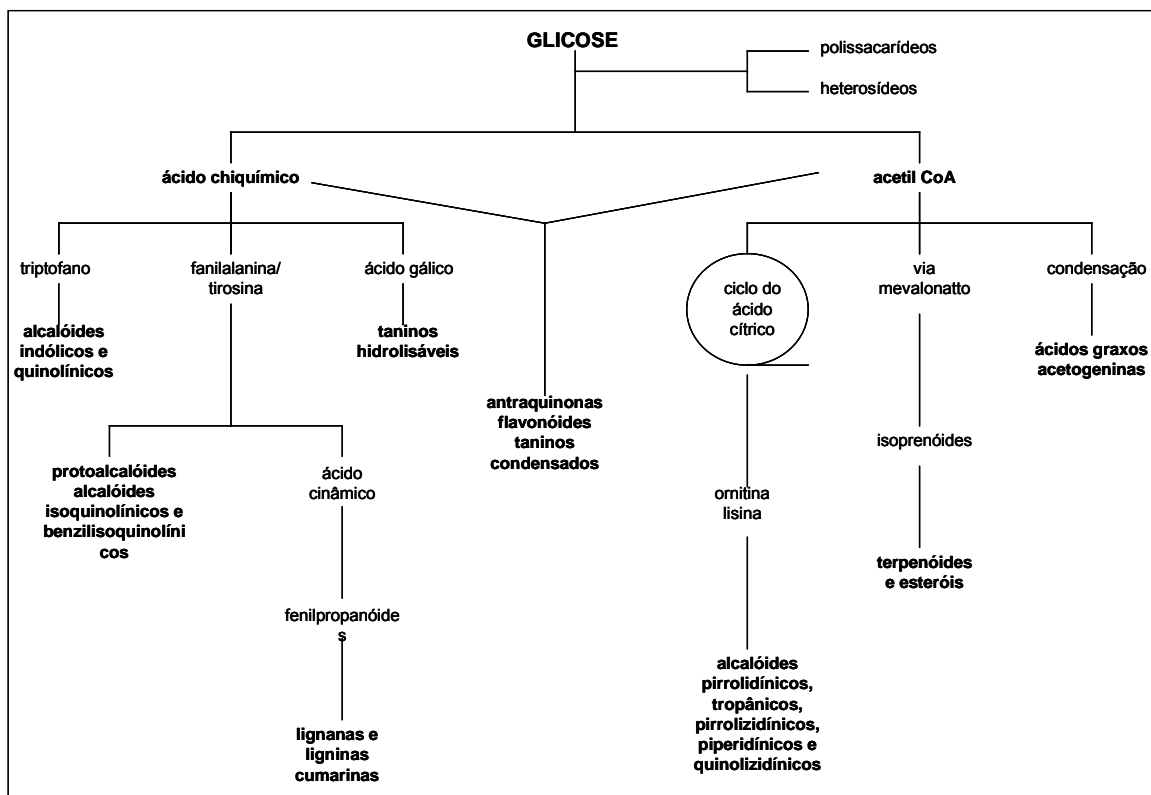 GLICOSE
polissacarídeos
heterosídeos
ácido chiquímico
acetil CoA
triptofano
fanilalanina/
tirosina
ácido gálico
ciclo do
ácido
cítrico
via
mevalonatto
condensação
alcalóides
indólicos e
quinolínicos
taninos
hidrolisáveis
ácidos graxos
acetogeninas
antraquinonas
flavonóides
taninos
condensados
isoprenóides
protoalcalóides
alcalóides
isoquinolínicos e
benzilisoquinolíni
cos
ácido
cinâmico
ornitina
lisina
terpenóides
e esteróis
fenilpropanóide
s
alcalóides
pirrolidínicos,
tropânicos,
pirrolizidínicos,
piperidínicos e
quinolizidínicos
lignanas e
ligninas
cumarinas